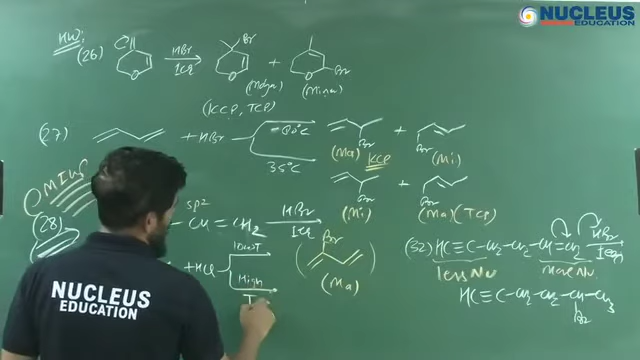 NUCLEUS
EDUCATION
HW:
(26)
HBr
1eq
Br
+
Br
(Major)
(Minor)
(KCP, TCP)
(27)
+ HBr
-80°C
35°C
Br
(Ma) KCP
+
Br
(Mi)
Br
(Mi)
+
Br
(Ma) (TCP)
(28)
sp²
CH = CH₂
HBr
1eq
Br
(Ma)
+ HCl
Low T
High
T
(32) HC≡C-CH₂-CH₂-CH=CH₂
HBr
1eqn
less Nu
more Nu.
HC≡C-CH₂-CH₂-CH-CH₃
Br
NUCLEUS
EDUCATION